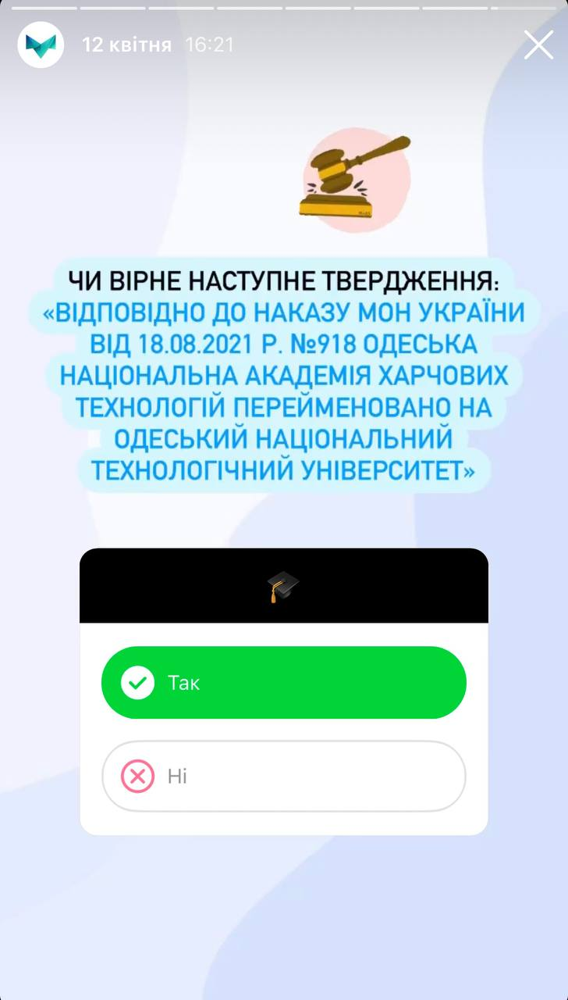 12 квітня 16:21
ЧИ ВІРНЕ НАСТУПНЕ ТВЕРДЖЕННЯ:
«ВІДПОВІДНО ДО НАКАЗУ МОН УКРАЇНИ
ВІД 18.08.2021 Р. №918 ОДЕСЬКА
НАЦІОНАЛЬНА АКАДЕМІЯ ХАРЧОВИХ
ТЕХНОЛОГІЙ ПЕРЕЙМЕНОВАНО НА
ОДЕСЬКИЙ НАЦІОНАЛЬНИЙ
ТЕХНОЛОГІЧНИЙ УНІВЕРСИТЕТ»
Так
Ні